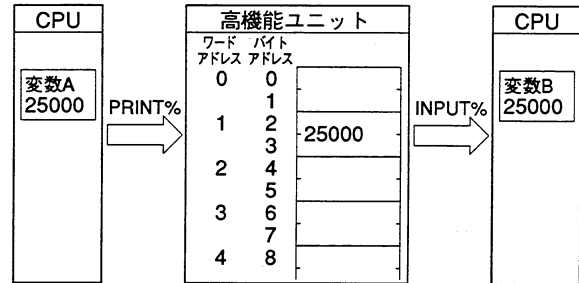 CPU
変数A
25000
PRINT%
高機能ユニット
ワード バイト
アドレス アドレス
0 0
1
1 2
3
25000
2 4
5
3 6
7
4 8
INPUT%
CPU
変数B
25000